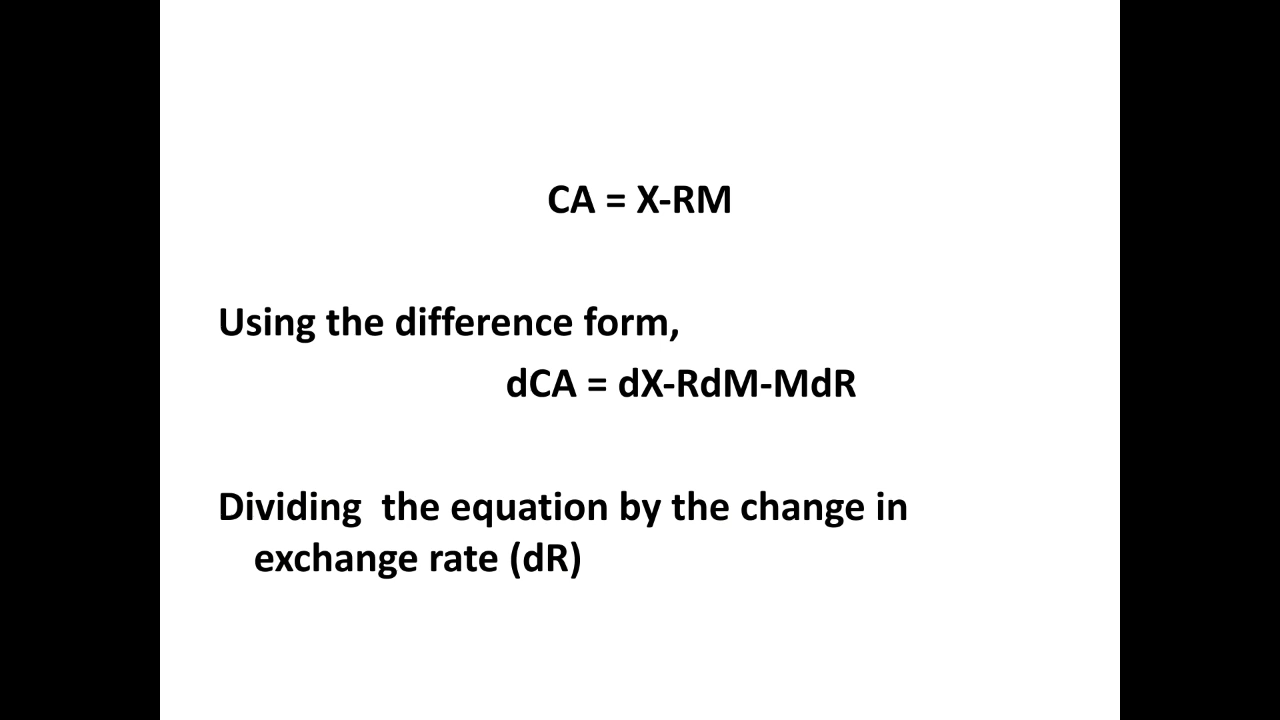 CA = X-RM
Using the difference form,
dCA = dX-RdM-MdR
Dividing  the equation by the change in
exchange rate (dR)